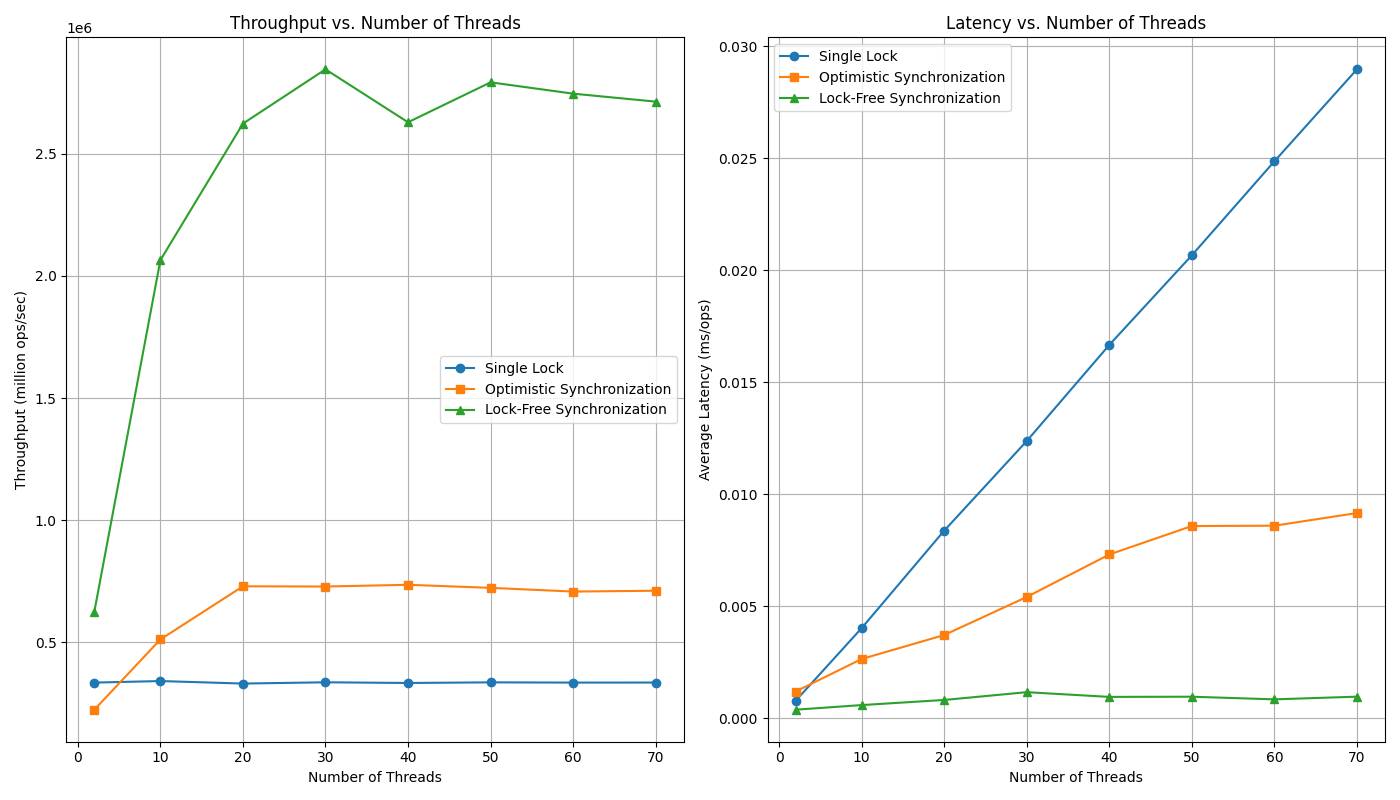 Throughput vs. Number of Threads
1e6
2.5
2.0
1.5
1.0
0.5
0 10 20 30 40 50 60 70
Number of Threads
Throughput (million ops/sec)
Single Lock
Optimistic Synchronization
Lock-Free Synchronization
Latency vs. Number of Threads
0.030
0.025
0.020
0.015
0.010
0.005
0.000
0 10 20 30 40 50 60 70
Number of Threads
Average Latency (ms/ops)
Single Lock
Optimistic Synchronization
Lock-Free Synchronization